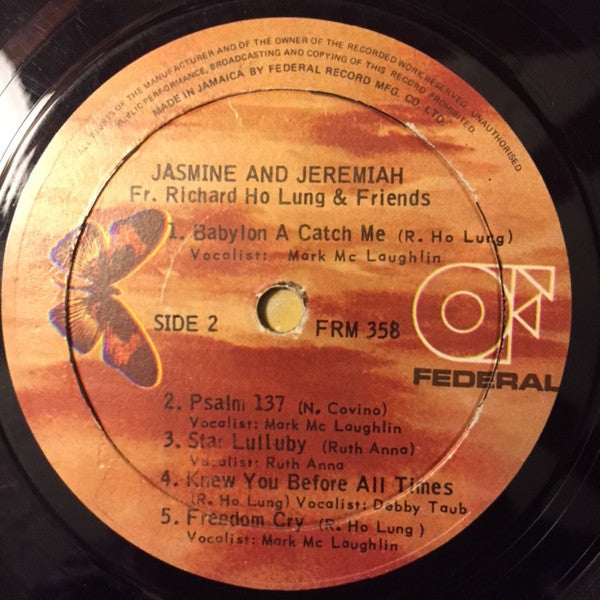 ALL RIGHTS OF THE MANUFACTURER AND OF THE OWNER OF THE RECORDED WORK RESERVED. UNAUTHORISED
PUBLIC PERFORMANCE, BROADCASTING AND COPYING OF THIS RECORD PROHIBITED.
MADE IN JAMAICA BY FEDERAL RECORD MFG. CO LTD.
JASMINE AND JEREMIAH
Fr. Richard Ho Lung & Friends
1. Babylon A Catch Me (R. Ho Lung)
Vocalist: Mark Mc Laughlin
SIDE 2
FRM 358
FEDERAL
2. Psalm 137 (N. Covino)
Vocalist: Mark Mc Laughlin
3. Star Lulluby (Ruth Anna)
Vocalist: Ruth Anna
4. Knew You Before All Times
(R. Ho Lung) Vocalist: Debby Taub
5. Freedom Cry (R. Ho Lung )
Vocalist: Mark Mc Laughlin